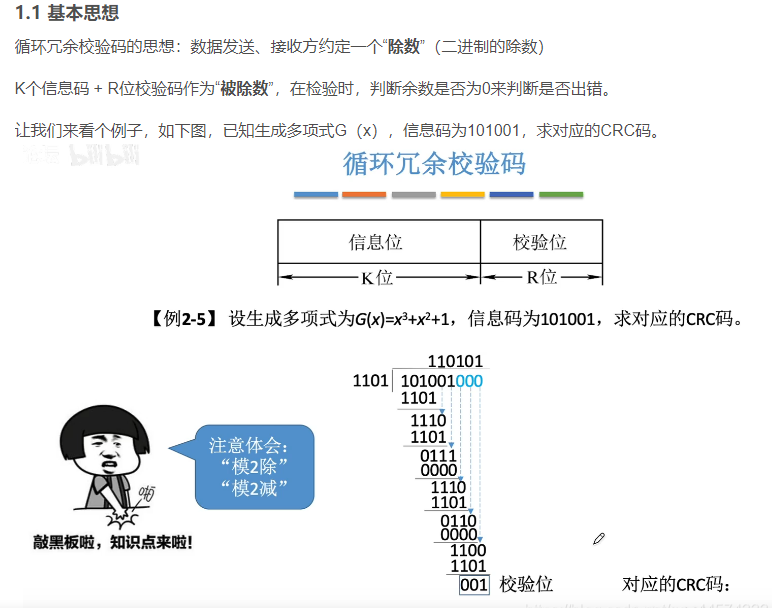 1.1 基本思想
循环冗余校验码的思想：数据发送、接收方约定一个“除数”（二进制的除数）
K个信息码 + R位校验码作为“被除数”，在检验时，判断余数是否为0来判断是否出错。
让我们来看个例子，如下图，已知生成多项式G（x），信息码为101001，求对应的CRC码。
bilibili
循环冗余校验码
信息位 校验位
K位 R位
【例2-5】 设生成多项式为G(x)=x³+x²+1，信息码为101001，求对应的CRC码。
110101
1101 101001000
1101
1110
1101
0111
0000
1110
1101
0110
0000
1100
1101
001 校验位 对应的CRC码：
注意体会：
“模2除”
“模2减”
啪
敲黑板啦，知识点来啦！